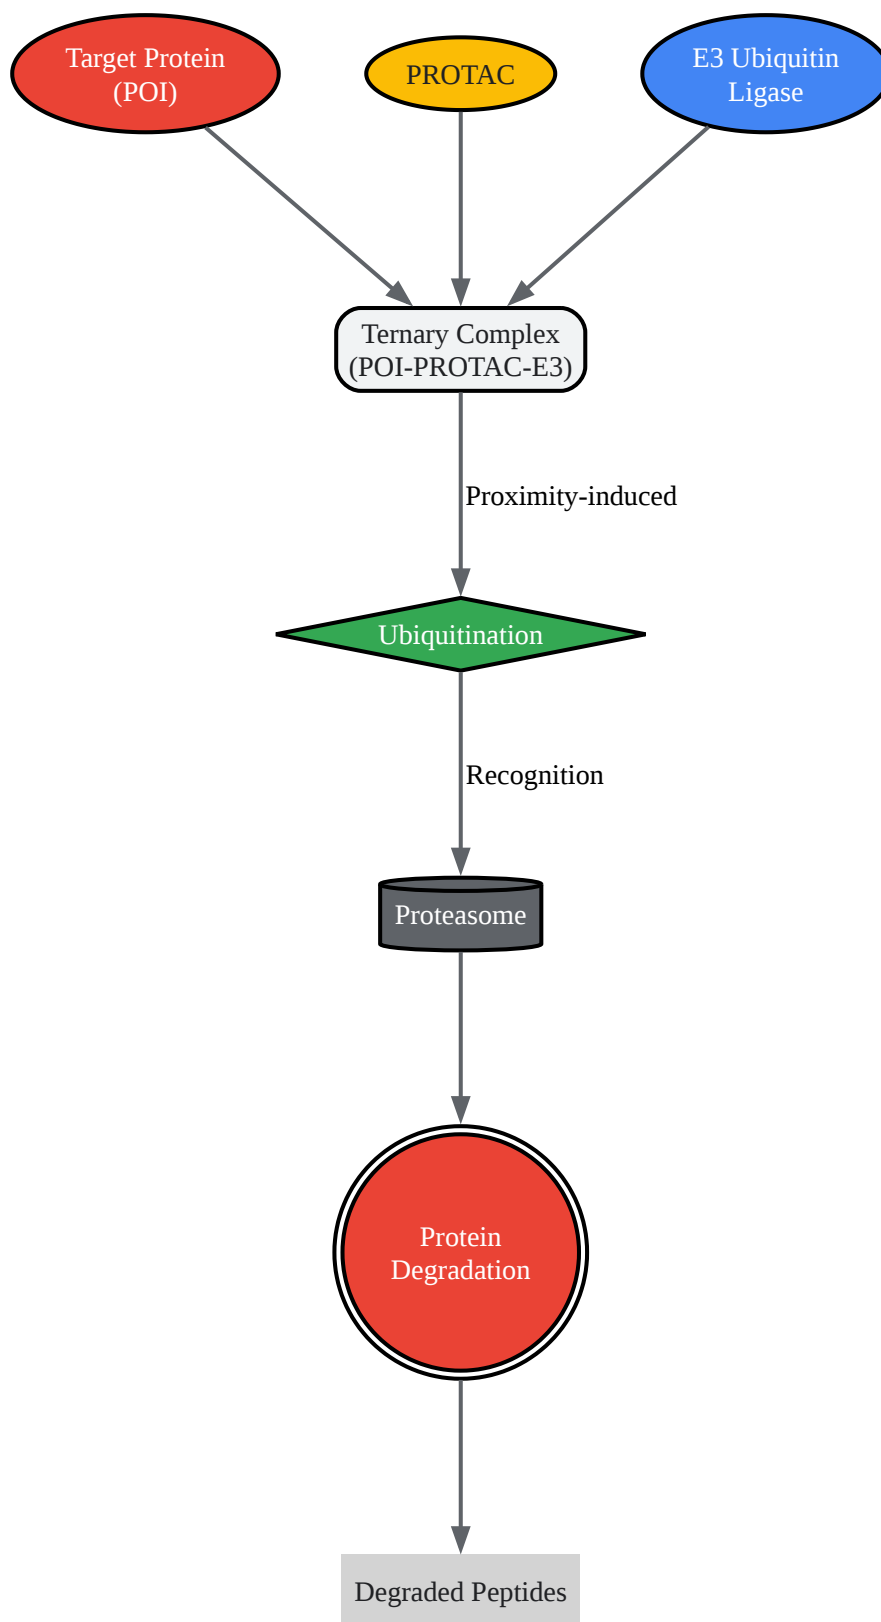 Target Protein
(POI)
PROTAC
E3 Ubiquitin
Ligase
Ternary Complex
(POI-PROTAC-E3)
Proximity-induced
Ubiquitination
Recognition
Proteasome
Protein
Degradation
Degraded Peptides